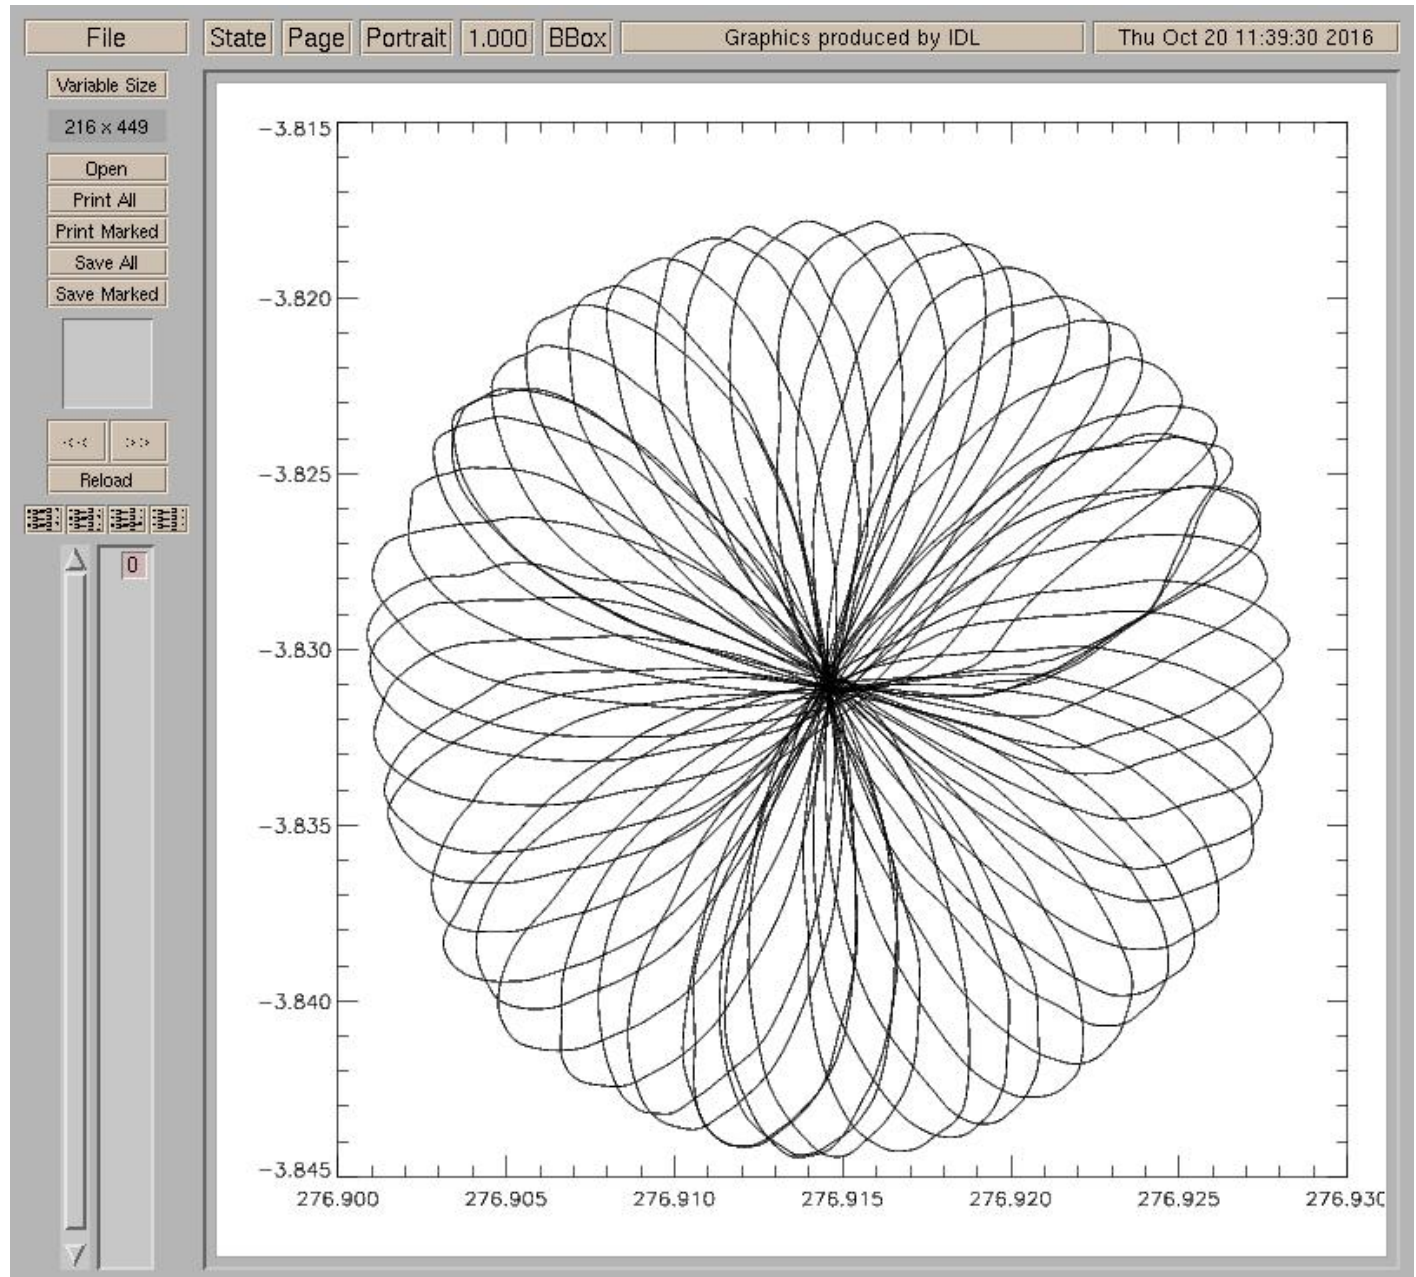 File
State
Page
Portrait
1.000
BBox
Graphics produced by IDL
Thu Oct 20 11:39:30 2016
Variable Size
216 x 449
Open
Print All
Print Marked
Save All
Save Marked
<<
>>
Reload
0
-3.815
-3.820
-3.825
-3.830
-3.835
-3.840
-3.845
276.900
276.905
276.910
276.915
276.920
276.925
276.930